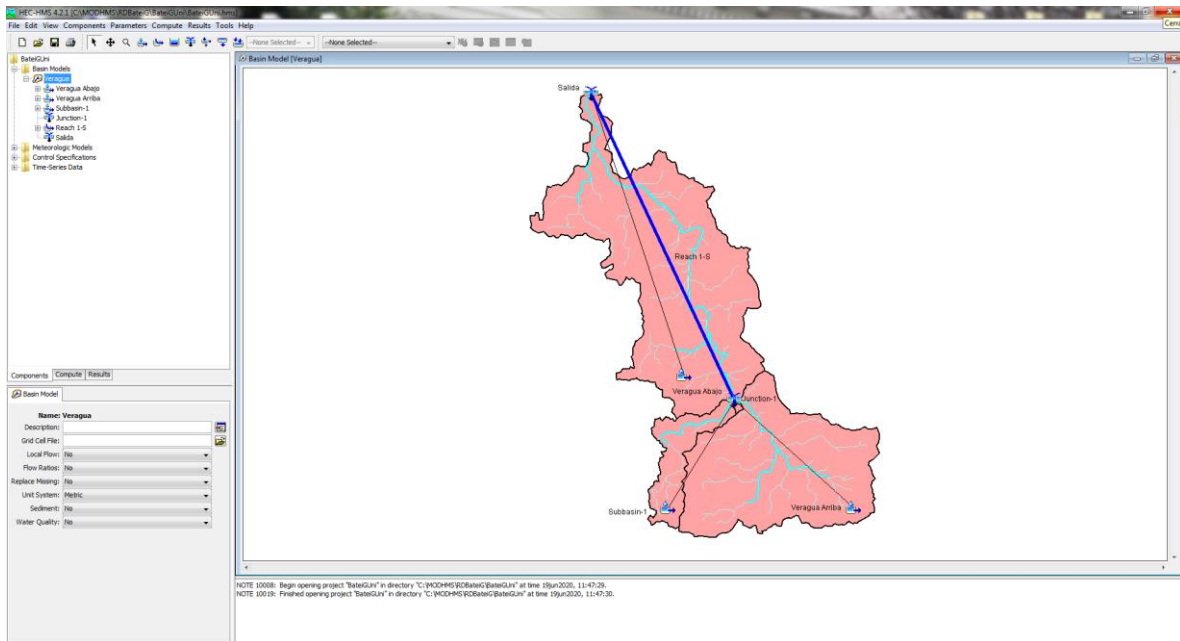 HEC-HMS 4.2.1 [C:\MODHMS\RDBateiG\BateiGUni\BateiGUni.hms]
File Edit View Components Parameters Compute Results Tools Help
--None Selected-- --None Selected--
BateiGUni
Basin Models
Veragua
Veragua Abajo
Veragua Arriba
Subbasin-1
Junction-1
Reach 1-S
Salida
Meteorologic Models
Control Specifications
Time-Series Data
Components Compute Results
Basin Model
Name: Veragua
Description:
Grid Cell File:
Local Flow: No
Flow Ratios: No
Replace Missing: No
Unit System: Metric
Sediment: No
Water Quality: No
Basin Model [Veragua]
Salida
Reach 1-S
Veragua Abajo
Junction-1
Subbasin-1
Veragua Arriba
NOTE 10008: Begin opening project "BateiGUni" in directory "C:\MODHMS\RDBateiG\BateiGUni" at time 19jun2020, 11:47:29.
NOTE 10019: Finished opening project "BateiGUni" in directory "C:\MODHMS\RDBateiG\BateiGUni" at time 19jun2020, 11:47:30.